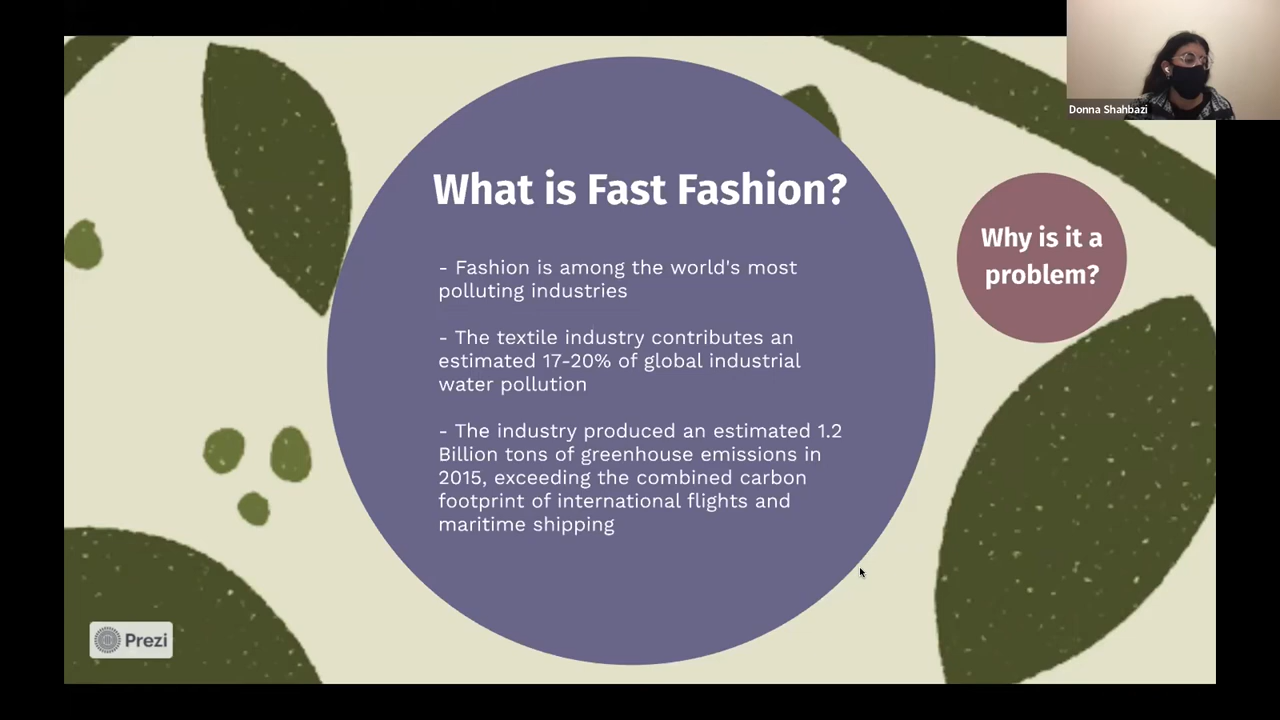 Donna Shahbazi
What is Fast Fashion?
- Fashion is among the world's most
polluting industries
- The textile industry contributes an
estimated 17-20% of global industrial
water pollution
- The industry produced an estimated 1.2
Billion tons of greenhouse emissions in
2015, exceeding the combined carbon
footprint of international flights and
maritime shipping
Why is it a
problem?
Prezi